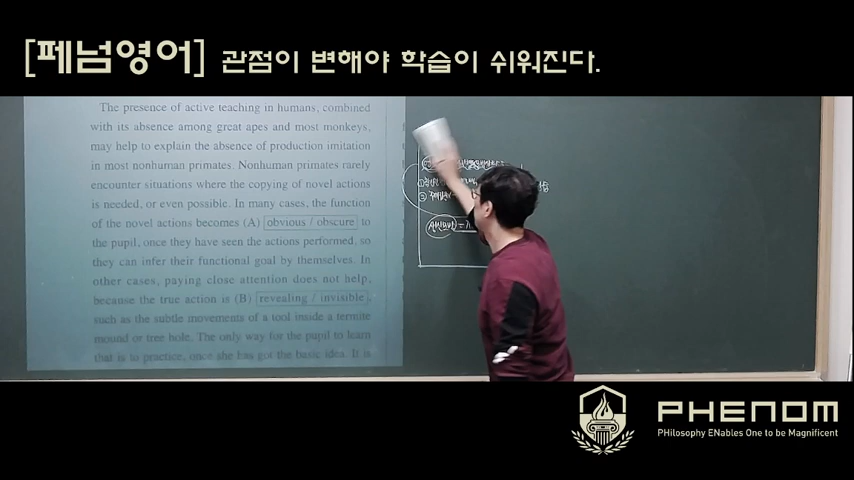 [페넘영어] 관점이 변해야 학습이 쉬워진다.
The presence of active teaching in humans, combined
with its absence among great apes and most monkeys,
may help to explain the absence of production imitation
in most nonhuman primates. Nonhuman primates rarely
encounter situations where the copying of novel actions
is needed, or even possible. In many cases, the function
of the novel actions becomes (A) obvious / obscure to
the pupil, once they have seen the actions performed, so
they can infer their functional goal by themselves. In
other cases, paying close attention does not help,
because the true action is (B) revealing / invisible,
such as the subtle movements of a tool inside a termite
mound or tree hole. The only way for the pupil to learn
that is to practice, once she has got the basic idea. It is
PHENOM
PHilosophy ENables One to be Magnificent